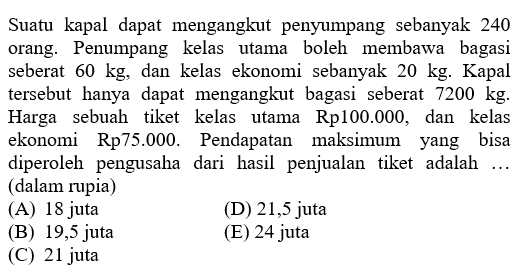 Suatu kapal dapat mengangkut penyumpang sebanyak 240
orang. Penumpang kelas utama boleh membawa bagasi
seberat 60 kg, dan kelas ekonomi sebanyak 20 kg. Kapal
tersebut hanya dapat mengangkut bagasi seberat 7200 kg.
Harga sebuah tiket kelas utama Rp100.000, dan kelas
ekonomi Rp75.000. Pendapatan maksimum yang bisa
diperoleh pengusaha dari hasil penjualan tiket adalah …
(dalam rupia)
(A) 18 juta (D) 21,5 juta
(B) 19,5 juta (E) 24 juta
(C) 21 juta